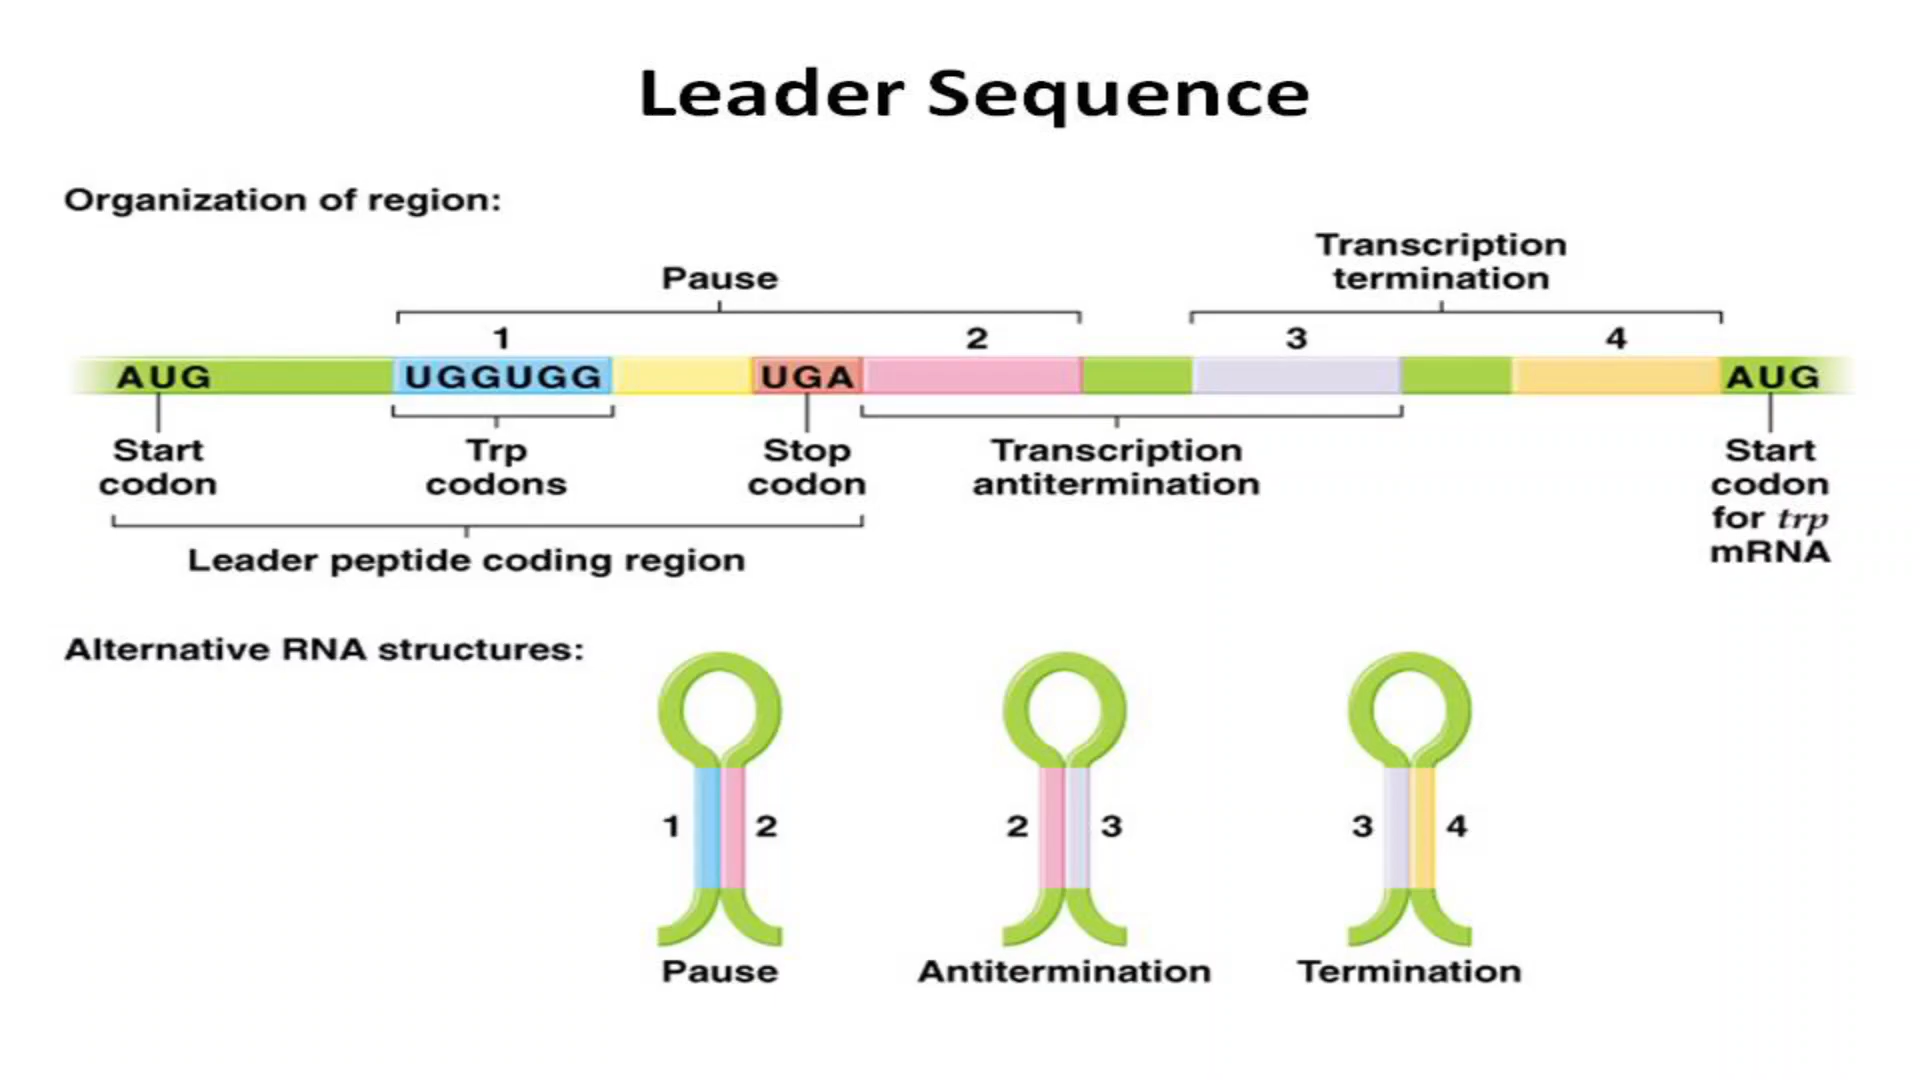 Leader Sequence
Organization of region:
Transcription
termination
Pause
1 2 3 4
AUG UGGUGG UGA AUG
Start
codon
Trp
codons
Stop
codon
Transcription
antitermination
Start
codon
for trp
mRNA
Leader peptide coding region
Alternative RNA structures:
1 2 2 3 3 4
Pause Antitermination Termination